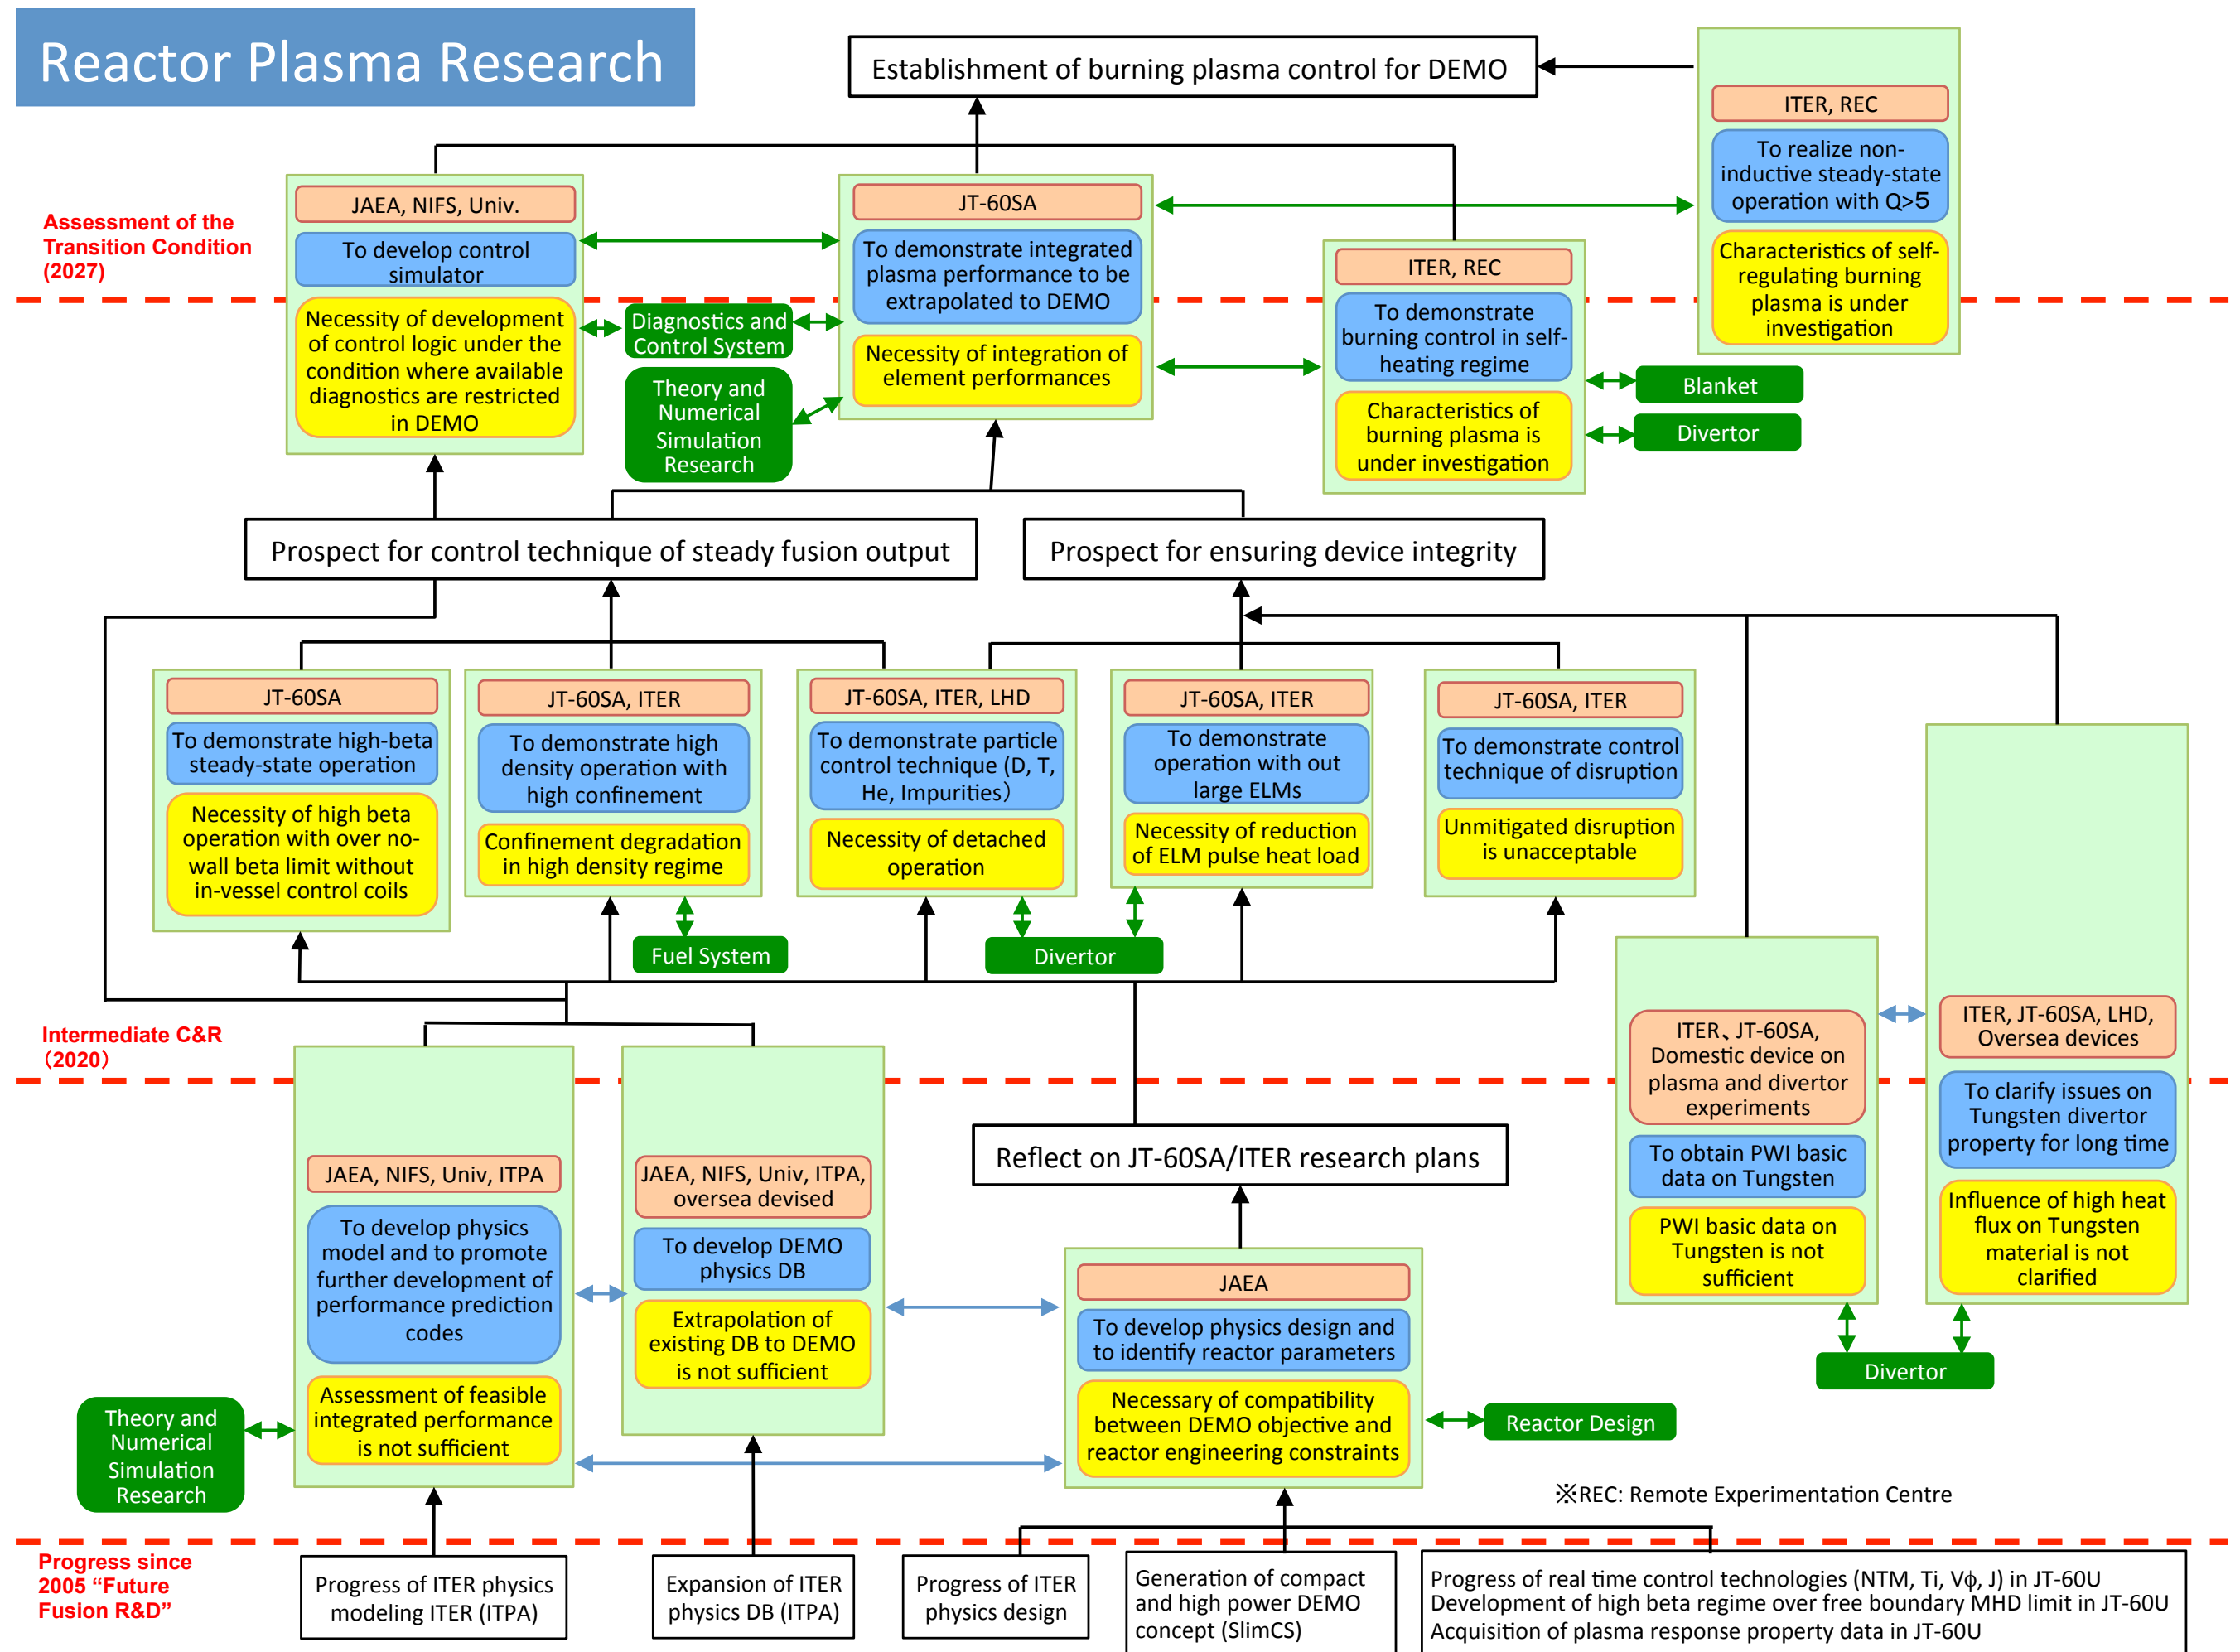 Reactor Plasma Research
Establishment of burning plasma control for DEMO
ITER, REC
To realize non-
inductive steady-state
operation with Q>5
Characteristics of self-
regulating burning
plasma is under
investigation
Assessment of the
Transition Condition
(2027)
JAEA, NIFS, Univ.
To develop control
simulator
Necessity of development
of control logic under the
condition where available
diagnostics are restricted
in DEMO
Diagnostics and
Control System
Theory and
Numerical
Simulation
Research
JT-60SA
To demonstrate integrated
plasma performance to be
extrapolated to DEMO
Necessity of integration of
element performances
ITER, REC
To demonstrate
burning control in self-
heating regime
Characteristics of
burning plasma is
under investigation
Blanket
Divertor
Prospect for control technique of steady fusion output
Prospect for ensuring device integrity
JT-60SA
To demonstrate high-beta
steady-state operation
Necessity of high beta
operation with over no-
wall beta limit without
in-vessel control coils
JT-60SA, ITER
To demonstrate high
density operation with
high confinement
Confinement degradation
in high density regime
Fuel System
JT-60SA, ITER, LHD
To demonstrate particle
control technique (D, T,
He, Impurities）
Necessity of detached
operation
Divertor
JT-60SA, ITER
To demonstrate
operation with out
large ELMs
Necessity of reduction
of ELM pulse heat load
JT-60SA, ITER
To demonstrate control
technique of disruption
Unmitigated disruption
is unacceptable
Intermediate C&R
（2020）
ITER、JT-60SA,
Domestic device on
plasma and divertor
experiments
To obtain PWI basic
data on Tungsten
PWI basic data on
Tungsten is not
sufficient
ITER, JT-60SA, LHD,
Oversea devices
To clarify issues on
Tungsten divertor
property for long time
Influence of high heat
flux on Tungsten
material is not
clarified
Divertor
JAEA, NIFS, Univ, ITPA
To develop physics
model and to promote
further development of
performance prediction
codes
Assessment of feasible
integrated performance
is not sufficient
Theory and
Numerical
Simulation
Research
JAEA, NIFS, Univ, ITPA,
oversea devised
To develop DEMO
physics DB
Extrapolation of
existing DB to DEMO
is not sufficient
Reflect on JT-60SA/ITER research plans
JAEA
To develop physics design and
to identify reactor parameters
Necessary of compatibility
between DEMO objective and
reactor engineering constraints
Reactor Design
※REC: Remote Experimentation Centre
Progress since
2005 “Future
Fusion R&D”
Progress of ITER physics
modeling ITER (ITPA)
Expansion of ITER
physics DB (ITPA)
Progress of ITER
physics design
Generation of compact
and high power DEMO
concept (SlimCS)
Progress of real time control technologies (NTM, Ti, Vϕ, J) in JT-60U
Development of high beta regime over free boundary MHD limit in JT-60U
Acquisition of plasma response property data in JT-60U